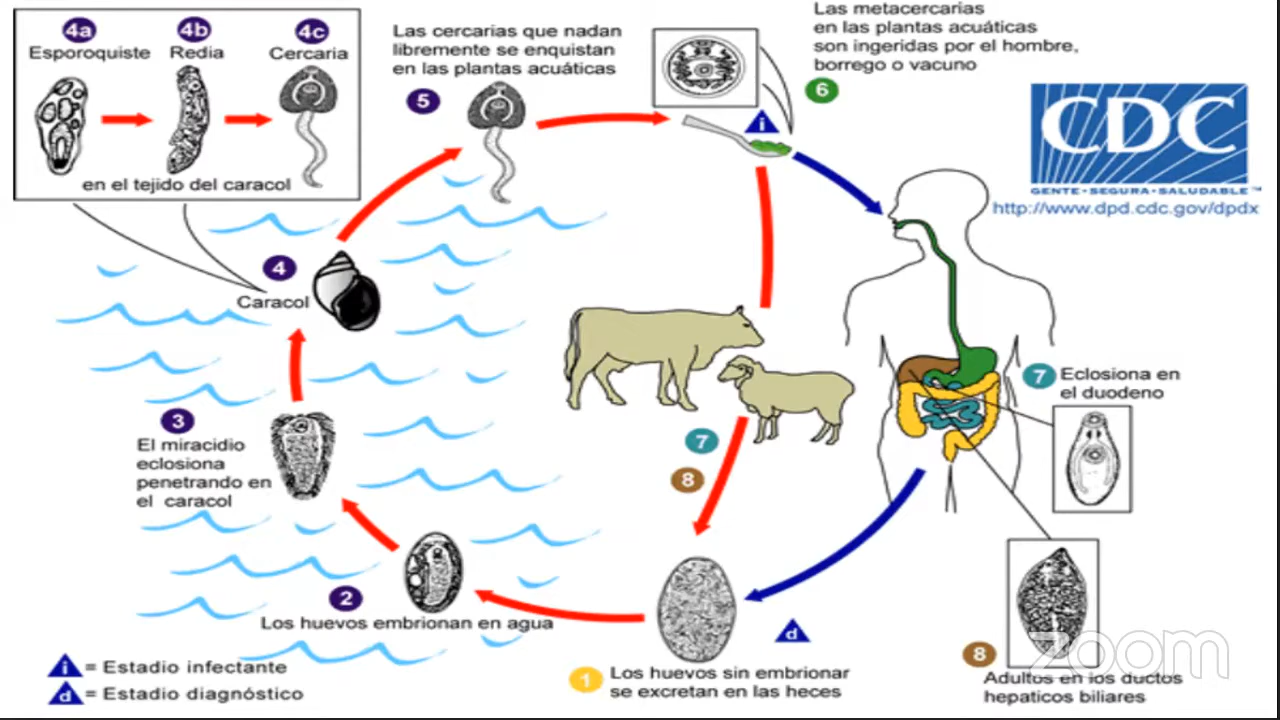 4a
4b
4c
Esporoquiste
Redia
Cercaria
en el tejido del caracol
Las cercarias que nadan
libremente se enquistan
en las plantas acuáticas
5
Las metacercarias
en las plantas acuáticas
son ingeridas por el hombre,
borrego o vacuno
6
i
CDC
GENTE·SEGURA·SALUDABLE™
http://www.dpd.cdc.gov/dpdx
4
Caracol
3
El miracidio
eclosiona
penetrando en
el caracol
7
8
7
Eclosiona en
el duodeno
2
Los huevos embrionan en agua
d
1
Los huevos sin embrionar
se excretan en las heces
8
Adultos en los ductos
hepaticos biliares
zoom
i = Estadio infectante
d = Estadio diagnóstico